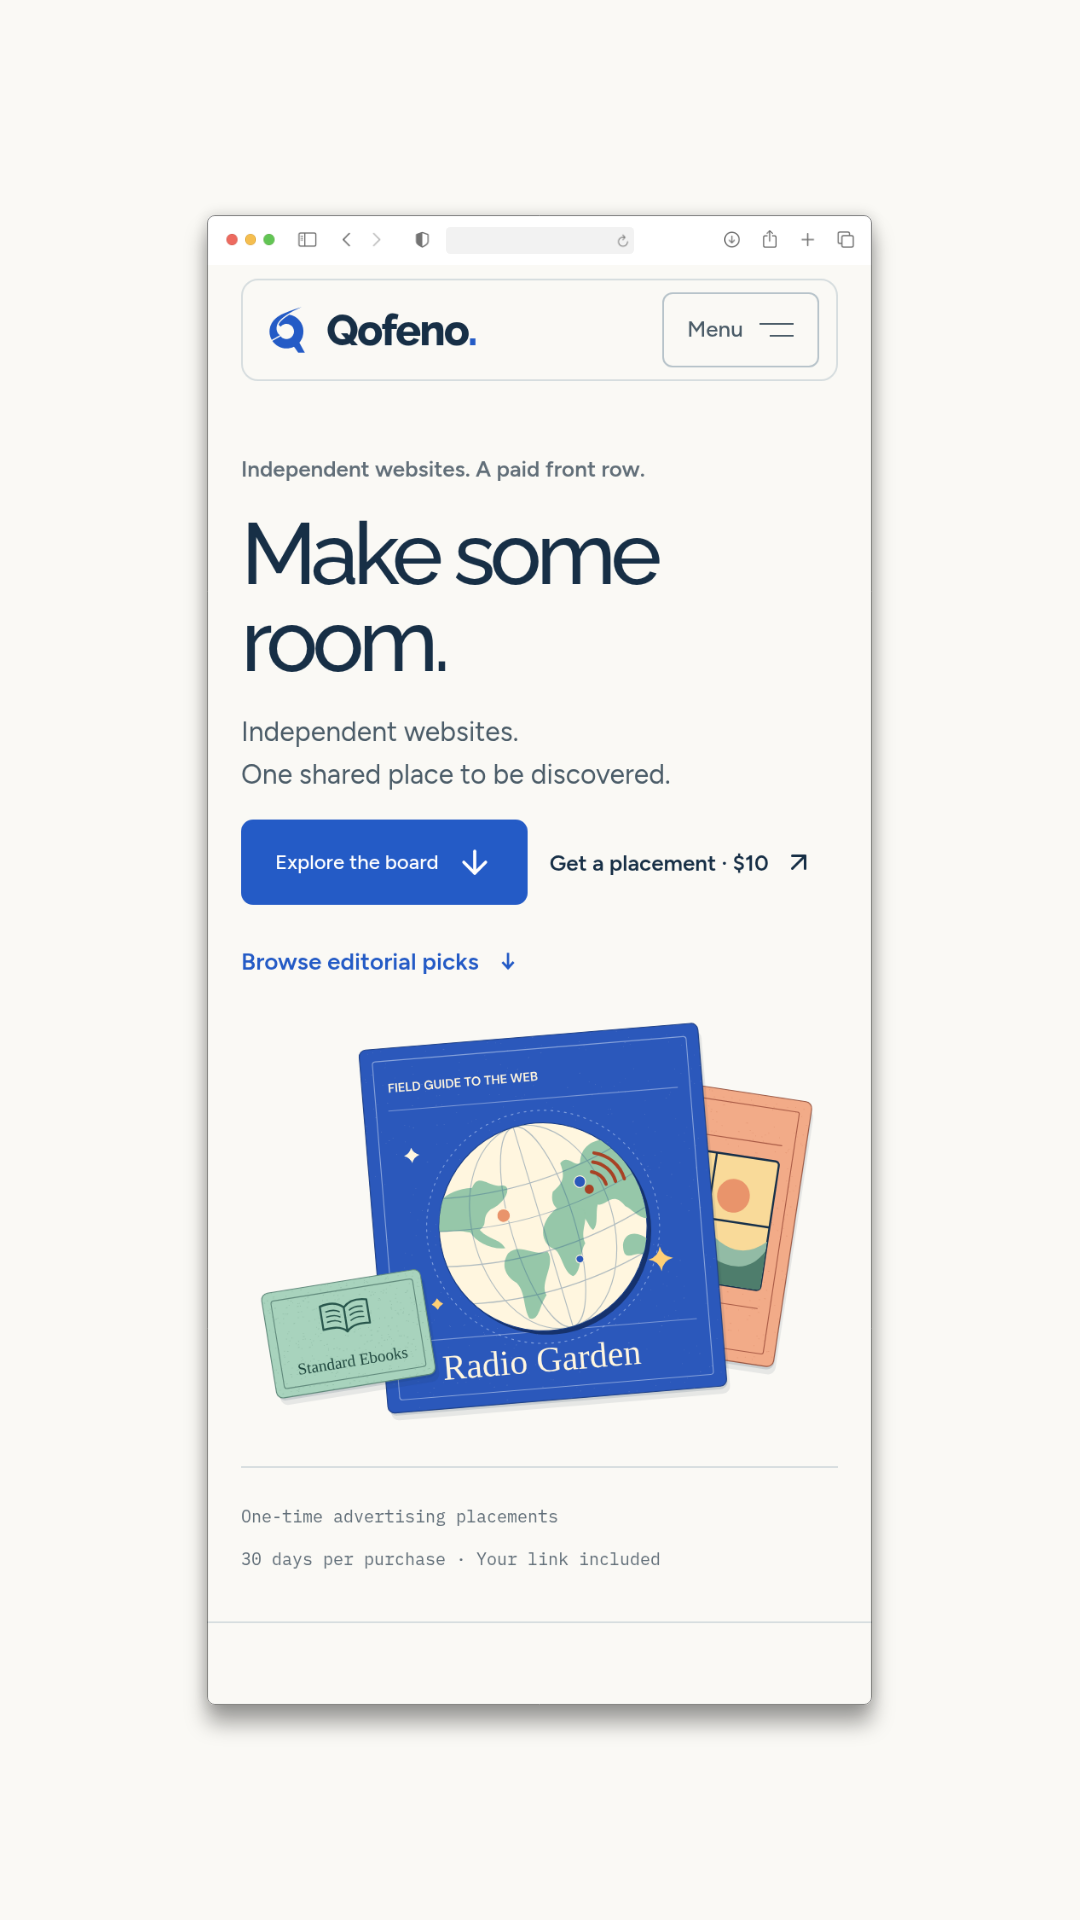 Qofeno.
Menu
Independent websites. A paid front row.
Make some
room.
Independent websites.
One shared place to be discovered.
Explore the board
Get a placement · $10
Browse editorial picks
FIELD GUIDE TO THE WEB
Standard Ebooks
Radio Garden
One-time advertising placements
30 days per purchase · Your link included